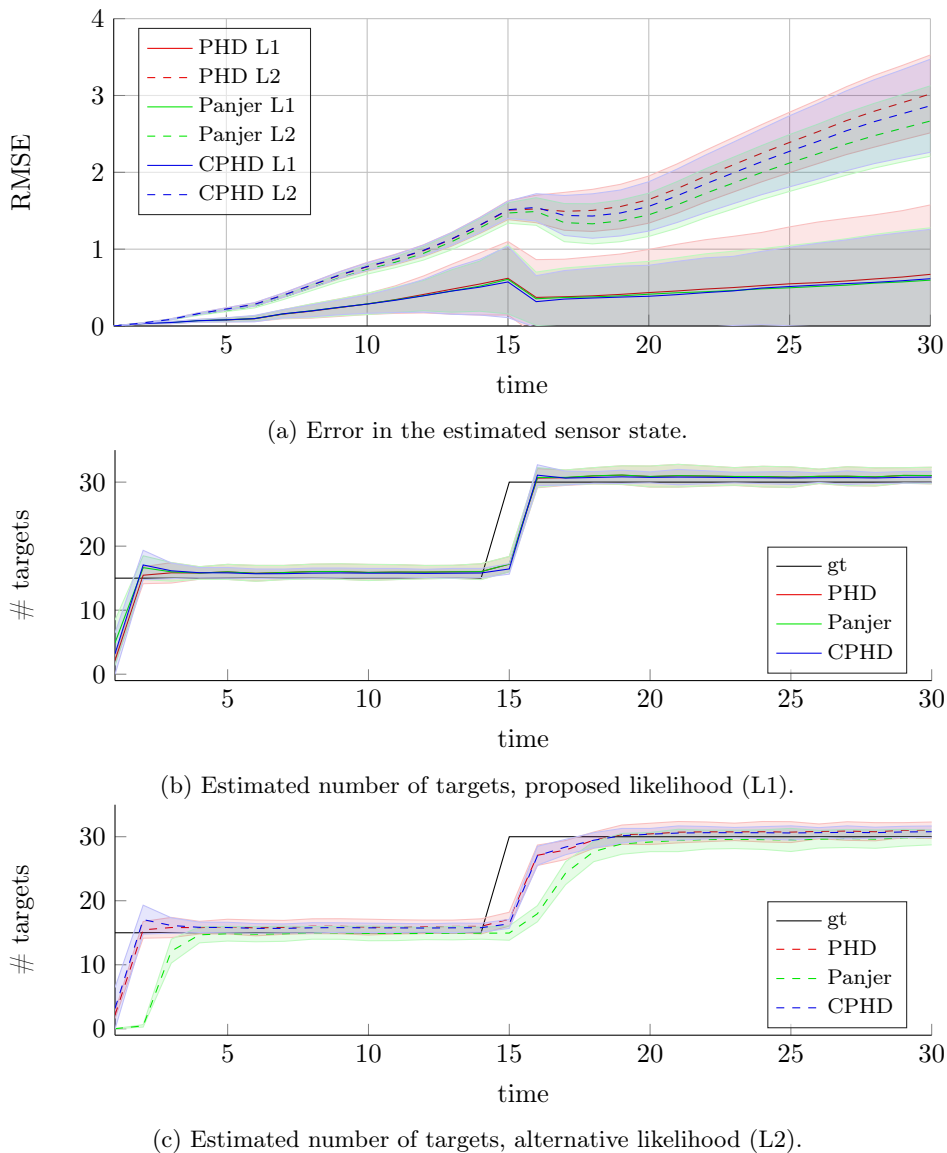 4
3
2
1
0
RMSE
PHD L1
PHD L2
Panjer L1
Panjer L2
CPHD L1
CPHD L2
5 10 15 20 25 30
time
(a) Error in the estimated sensor state.
30
20
10
0
# targets
gt
PHD
Panjer
CPHD
5 10 15 20 25 30
time
(b) Estimated number of targets, proposed likelihood (L1).
30
20
10
0
# targets
gt
PHD
Panjer
CPHD
5 10 15 20 25 30
time
(c) Estimated number of targets, alternative likelihood (L2).